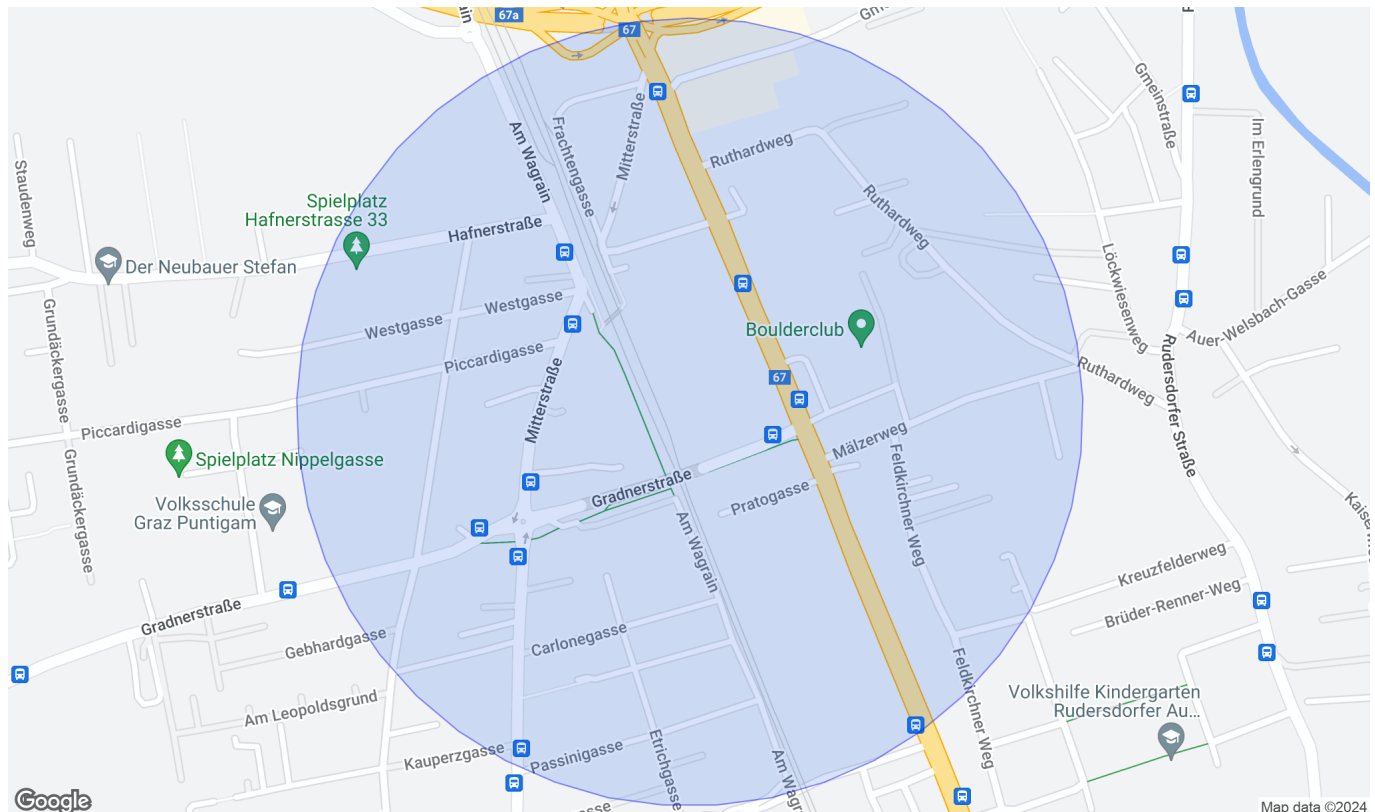 67a
67
Am Wagrain
Frachtengasse
Mitterstraße
Gmeinstraße
Im Erlengrund
Staudenweg
Spielplatz
Hafnerstrasse 33
Hafnerstraße
Ruthardweg
Ruthardweg
Löckwiesenweg
Der Neubauer Stefan
Westgasse
Westgasse
Boulderclub
Auer-Welsbach-Gasse
Grundäckergasse
Piccardigasse
67
Ruthardweg
Rudersdorfer Straße
Mitterstraße
Piccardigasse
Mälzerweg
Spielplatz Nippelgasse
Grundäckergasse
Gradnerstraße
Pratogasse
Feldkirchner Weg
Volksschule
Graz Puntigam
Am Wagrain
Kreuzfelderweg
Brüder-Renner-Weg
Gradnerstraße
Gebhardgasse
Carlonegasse
Feldkirchner Weg
Am Leopoldsgrund
Volkshilfe Kindergarten
Rudersdorfer Au...
Kauperzgasse
Passinigasse
Etrichgasse
Am Wagrain
Google
Map data ©2024